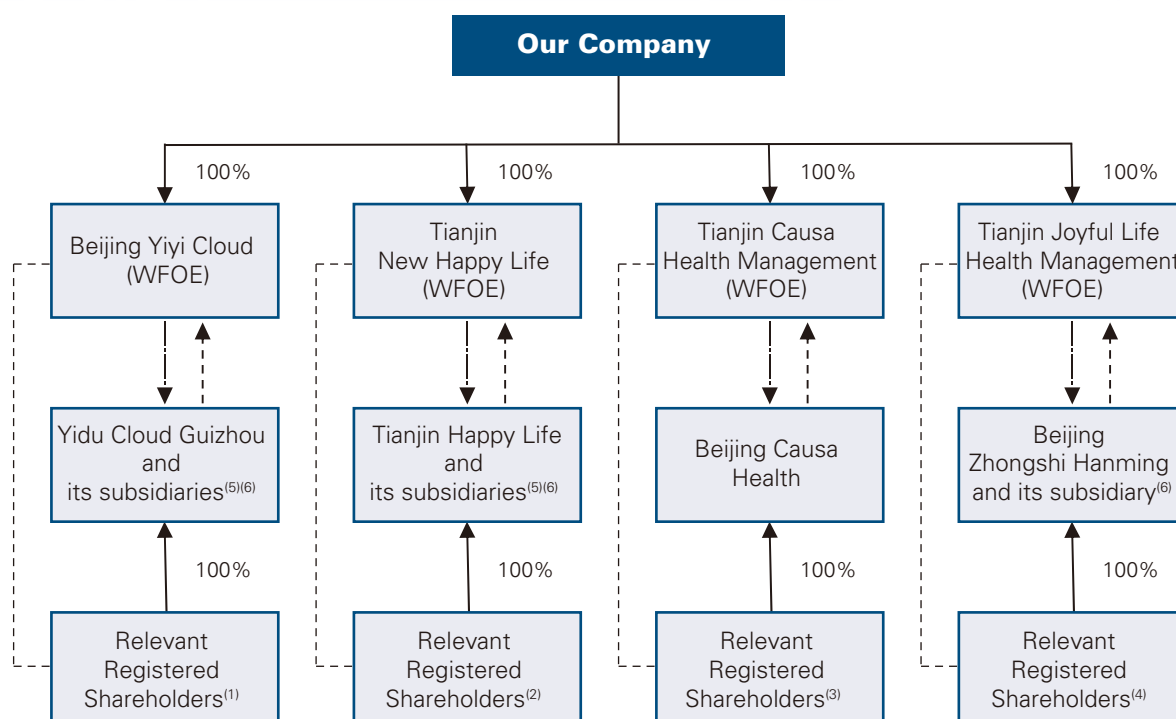 Our Company
100%
100%
100%
100%
Beijing Yiyi Cloud
(WFOE)
Tianjin
New Happy Life
(WFOE)
Tianjin Causa
Health Management
(WFOE)
Tianjin Joyful Life
Health Management
(WFOE)
Yidu Cloud Guizhou
and
its subsidiaries(5)(6)
Tianjin Happy Life
and
its subsidiaries(5)(6)
Beijing Causa
Health
Beijing
Zhongshi Hanming
and its subsidiary(6)
100%
100%
100%
100%
Relevant
Registered
Shareholders(1)
Relevant
Registered
Shareholders(2)
Relevant
Registered
Shareholders(3)
Relevant
Registered
Shareholders(4)